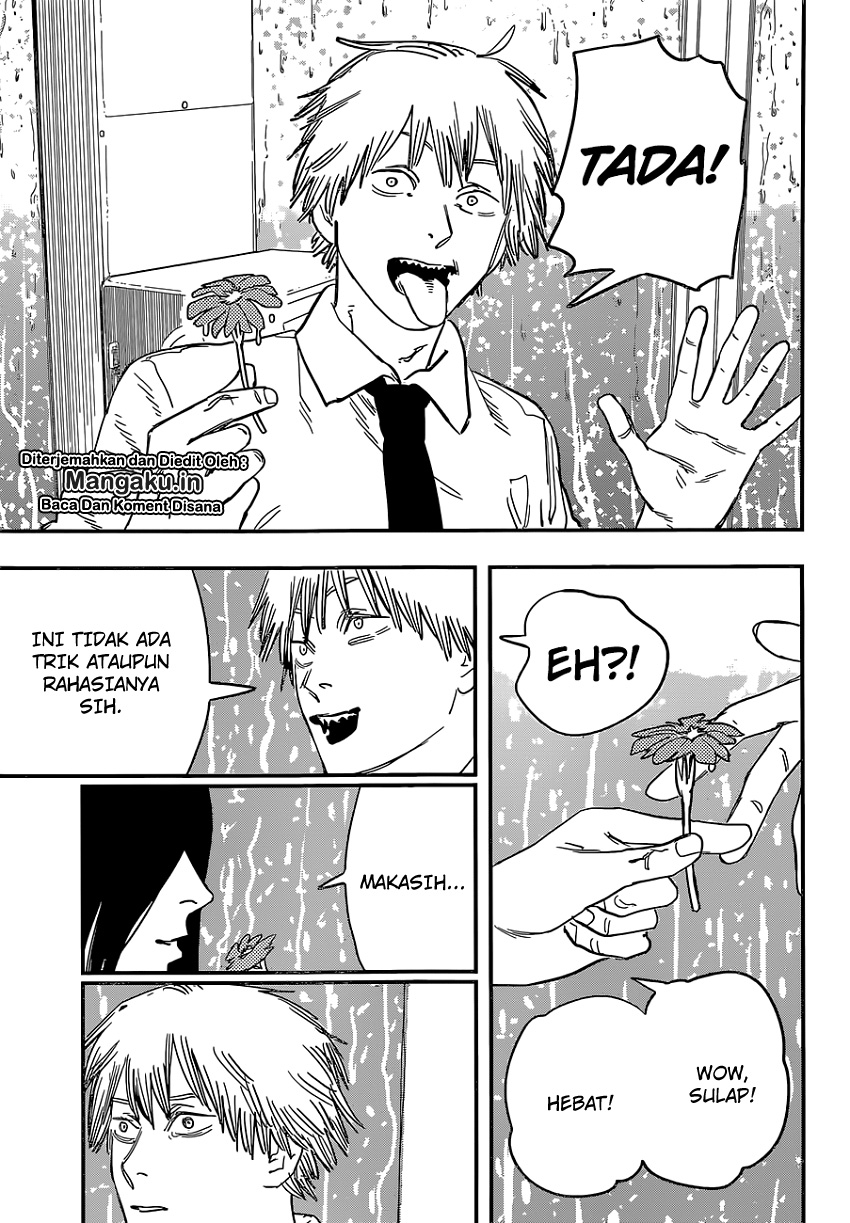 TADA!
Diterjemahkan dan Diedit Oleh:
Mangaku.in
Baca Dan Koment Disana
EH?!
WOW,
SULAP!
HEBAT!
INI TIDAK ADA
TRIK ATAUPUN
RAHASIANYA
SIH.
MAKASIH...